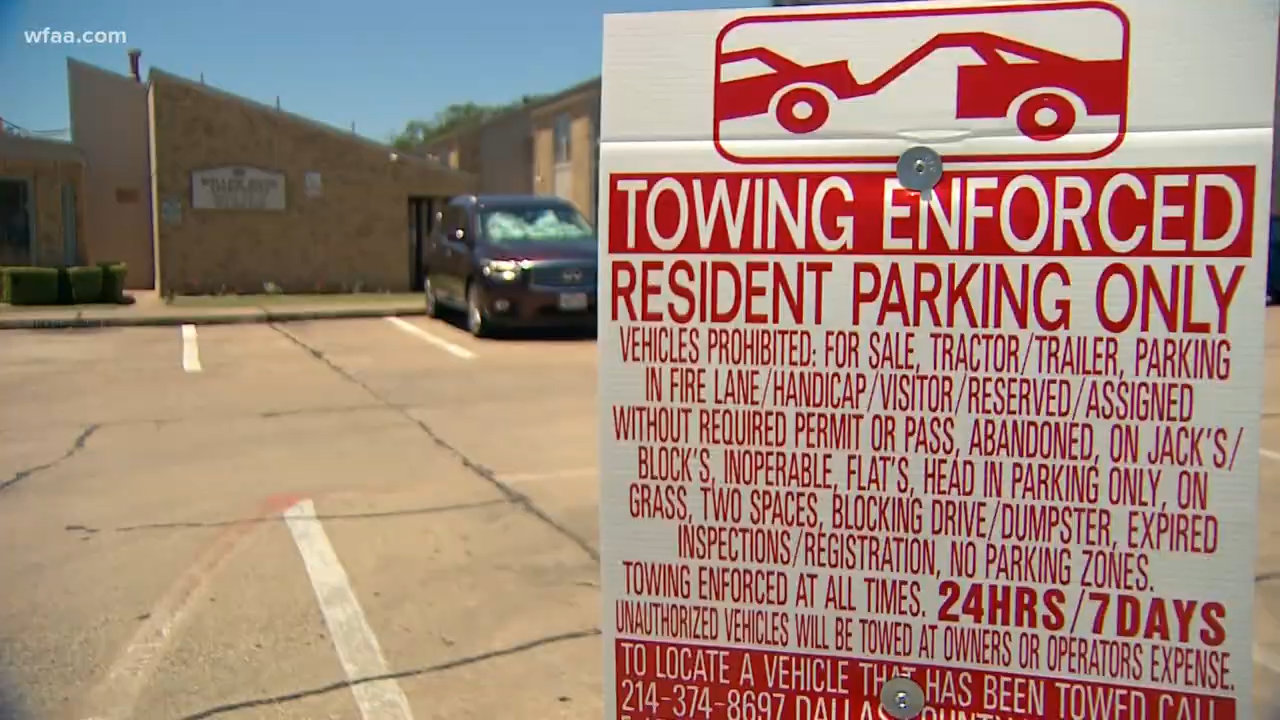 wfaa.com
TOWING ENFORCED
RESIDENT PARKING ONLY
VEHICLES PROHIBITED: FOR SALE, TRACTOR/TRAILER, PARKING
IN FIRE LANE/HANDICAP/VISITOR/RESERVED/ASSIGNED
WITHOUT REQUIRED PERMIT OR PASS, ABANDONED, ON JACK'S/
BLOCK'S, INOPERABLE, FLAT'S, HEAD IN PARKING ONLY, ON
GRASS, TWO SPACES, BLOCKING DRIVE/DUMPSTER, EXPIRED
INSPECTIONS/REGISTRATION, NO PARKING ZONES.
TOWING ENFORCED AT ALL TIMES. 24HRS/7DAYS
UNAUTHORIZED VEHICLES WILL BE TOWED AT OWNERS OR OPERATORS EXPENSE.
TO LOCATE A VEHICLE THAT HAS BEEN TOWED CALL
214-374-8697 DALLAS COUNTY